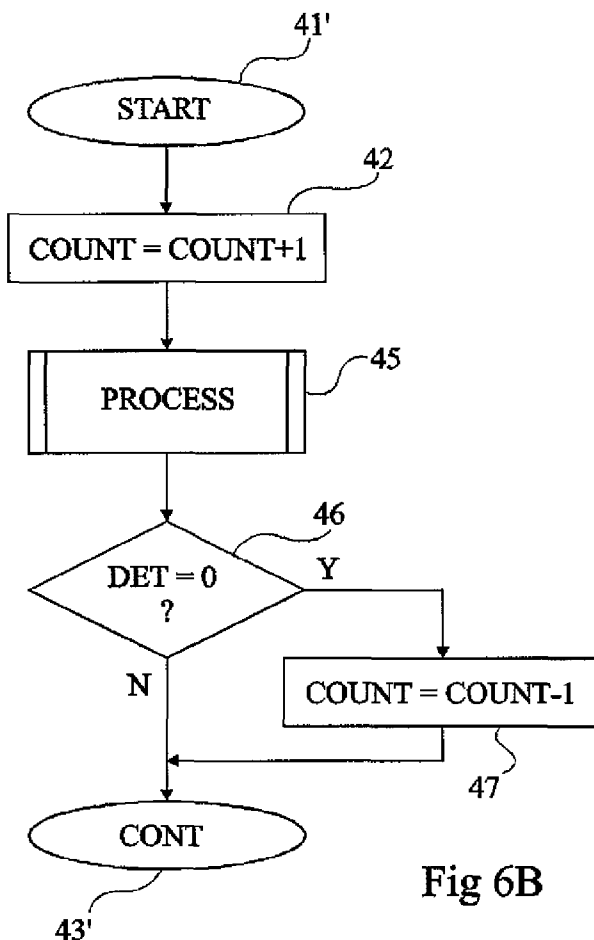 41'
START
42
COUNT = COUNT+1
45
PROCESS
46
DET = 0
?
Y
N
COUNT = COUNT-1
47
CONT
43'
Fig 6B